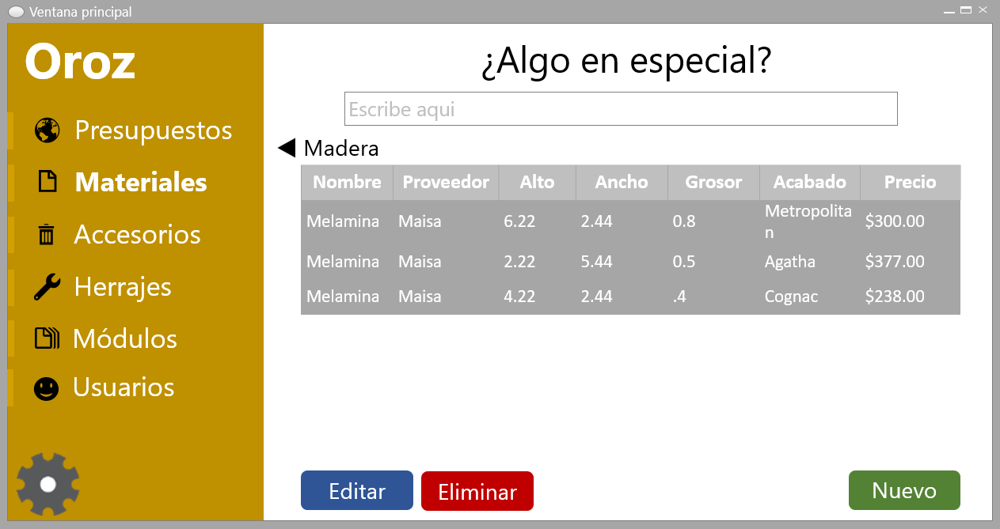 Ventana principal
Oroz
Presupuestos
Materiales
Accesorios
Herrajes
Módulos
Usuarios
¿Algo en especial?
Escribe aqui
Madera
Nombre Proveedor Alto Ancho Grosor Acabado Precio
Melamina Maisa 6.22 2.44 0.8 Metropolita $300.00
n
Melamina Maisa 2.22 5.44 0.5 Agatha $377.00
Melamina Maisa 4.22 2.44 .4 Cognac $238.00
Editar Eliminar Nuevo